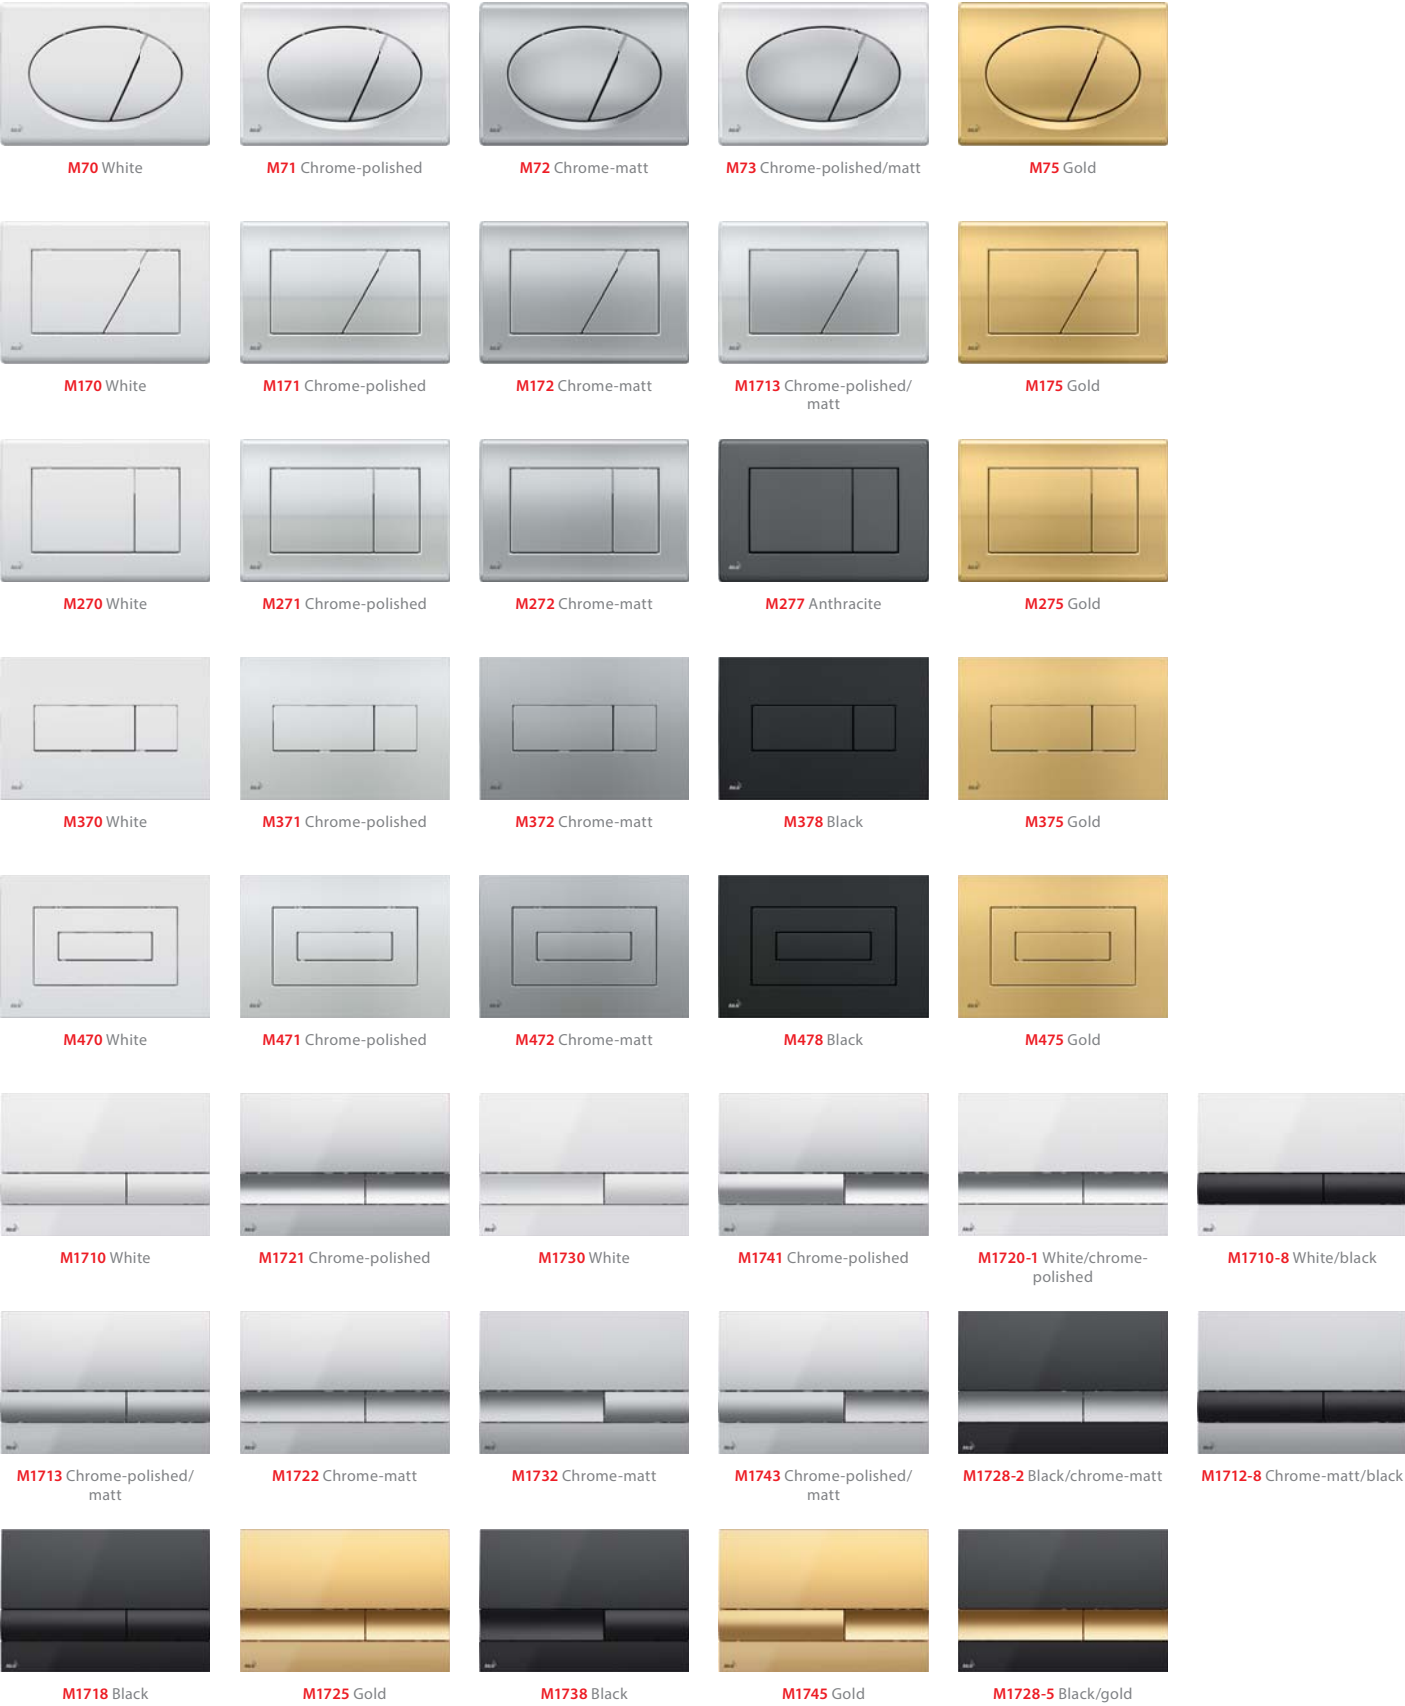 M70 White
M71 Chrome-polished
M72 Chrome-matt
M73 Chrome-polished/matt
M75 Gold
M170 White
M171 Chrome-polished
M172 Chrome-matt
M1713 Chrome-polished/
matt
M175 Gold
M270 White
M271 Chrome-polished
M272 Chrome-matt
M277 Anthracite
M275 Gold
M370 White
M371 Chrome-polished
M372 Chrome-matt
M378 Black
M375 Gold
M470 White
M471 Chrome-polished
M472 Chrome-matt
M478 Black
M475 Gold
M1710 White
M1721 Chrome-polished
M1730 White
M1741 Chrome-polished
M1720-1 White/chrome-
polished
M1710-8 White/black
M1713 Chrome-polished/
matt
M1722 Chrome-matt
M1732 Chrome-matt
M1743 Chrome-polished/
matt
M1728-2 Black/chrome-matt
M1712-8 Chrome-matt/black
M1718 Black
M1725 Gold
M1738 Black
M1745 Gold
M1728-5 Black/gold